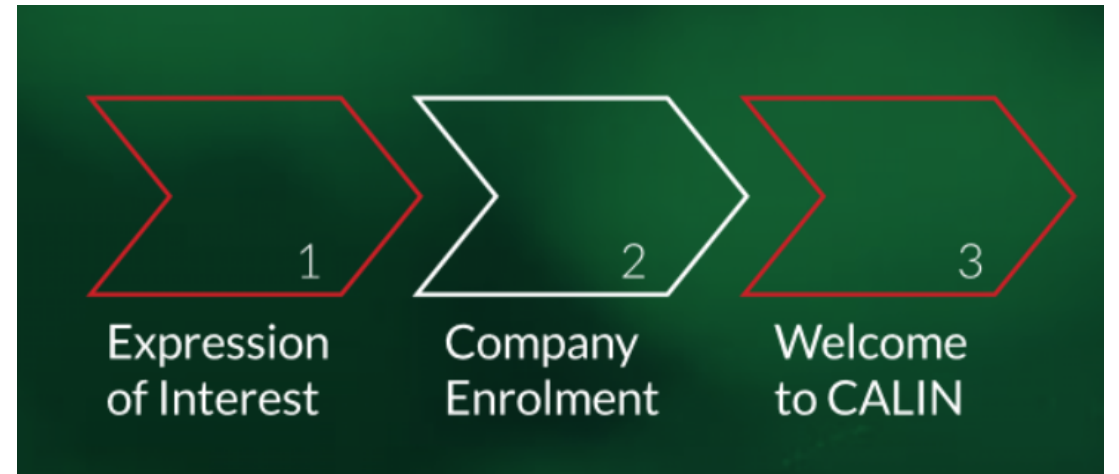 1
2
3
Expression
of Interest
Company
Enrolment
Welcome
to CALIN